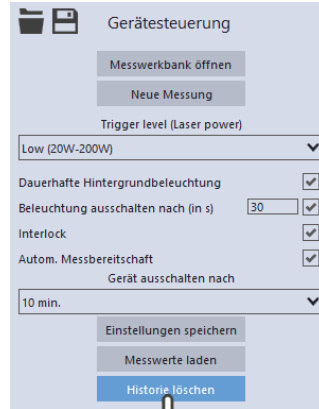 Gerätesteuerung
Messwerkbank öffnen
Neue Messung
Trigger level (Laser power)
Low (20W-200W)
Dauerhafte Hintergrundbeleuchtung
Beleuchtung ausschalten nach (in s) 30
Interlock
Autom. Messbereitschaft
Gerät ausschalten nach
10 min.
Einstellungen speichern
Messwerte laden
Historie löschen